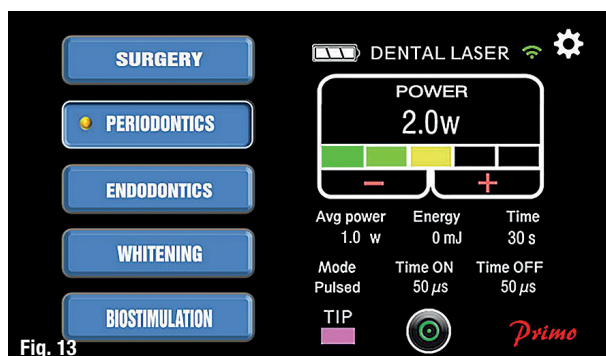 SURGERY
PERIODONTICS
ENDODONTICS
WHITENING
BIOSTIMULATION
Fig. 13
DENTAL LASER
POWER
2.0w
− +
Avg power Energy Time
1.0 w 0 mJ 30 s
Mode Time ON Time OFF
Pulsed 50 µs 50 µs
TIP
Primo